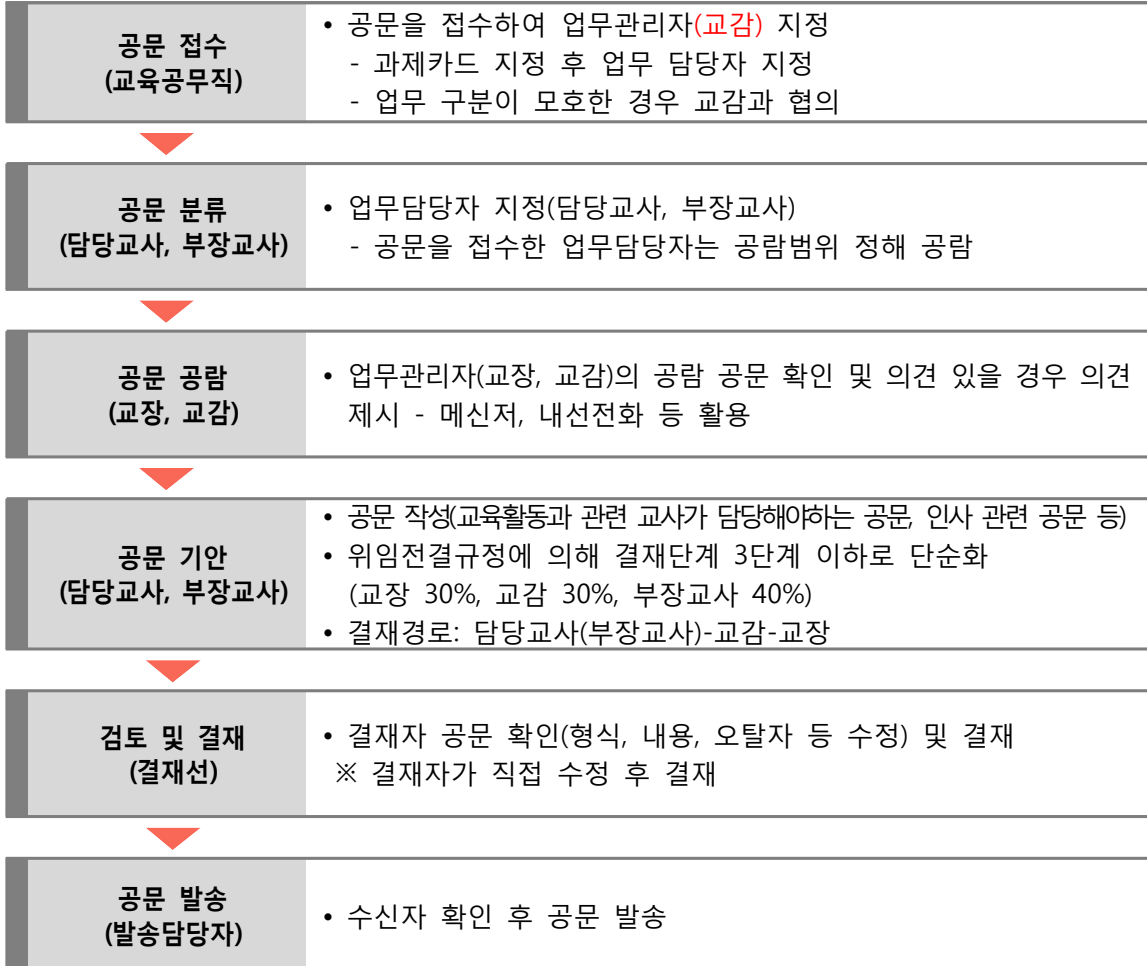 공문 접수
(교육공무직)
• 공문을 접수하여 업무관리자(교감) 지정
- 과제카드 지정 후 업무 담당자 지정
- 업무 구분이 모호한 경우 교감과 협의
공문 분류
(담당교사, 부장교사)
• 업무담당자 지정(담당교사, 부장교사)
- 공문을 접수한 업무담당자는 공람범위 정해 공람
공문 공람
(교장, 교감)
• 업무관리자(교장, 교감)의 공람 공문 확인 및 의견 있을 경우 의견
제시 - 메신저, 내선전화 등 활용
공문 기안
(담당교사, 부장교사)
• 공문 작성(교육활동과 관련 교사가 담당해야하는 공문, 인사 관련 공문 등)
• 위임전결규정에 의해 결재단계 3단계 이하로 단순화
(교장 30%, 교감 30%, 부장교사 40%)
• 결재경로: 담당교사(부장교사)-교감-교장
검토 및 결재
(결재선)
• 결재자 공문 확인(형식, 내용, 오탈자 등 수정) 및 결재
※ 결재자가 직접 수정 후 결재
공문 발송
(발송담당자)
• 수신자 확인 후 공문 발송